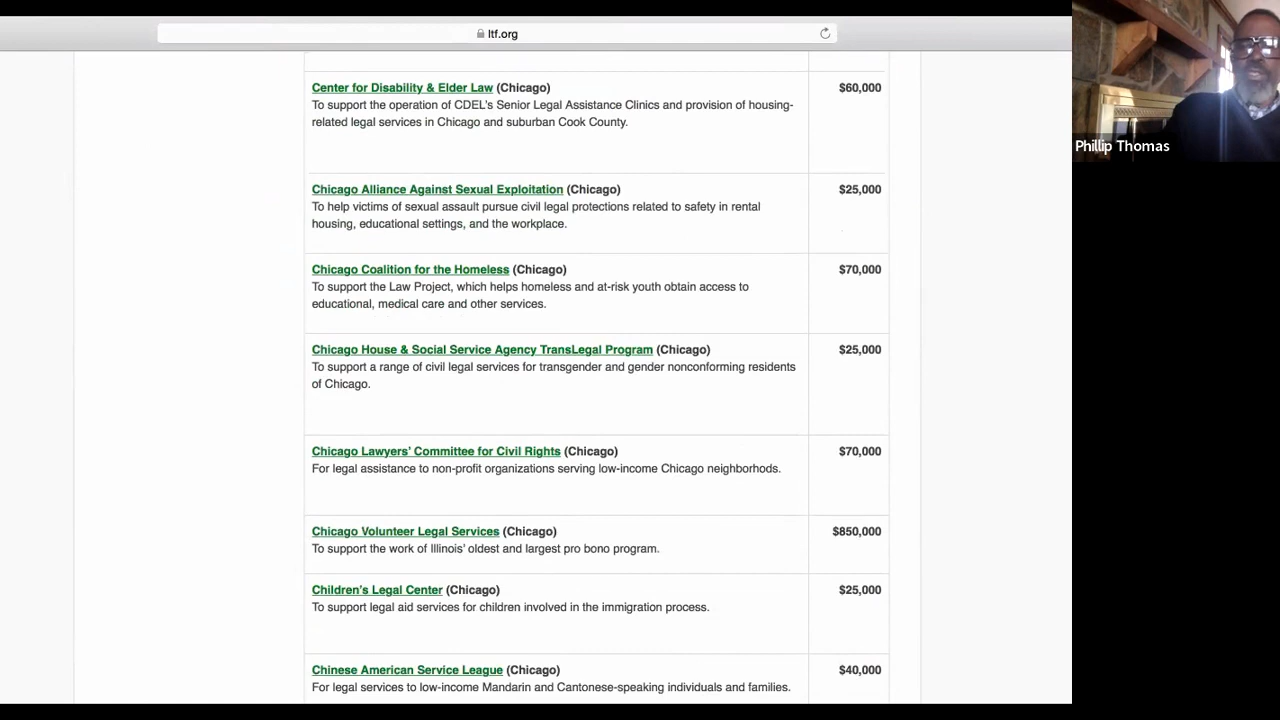 ltf.org
Center for Disability & Elder Law (Chicago) $60,000
To support the operation of CDEL's Senior Legal Assistance Clinics and provision of housing-
related legal services in Chicago and suburban Cook County.
Chicago Alliance Against Sexual Exploitation (Chicago) $25,000
To help victims of sexual assault pursue civil legal protections related to safety in rental
housing, educational settings, and the workplace.
Chicago Coalition for the Homeless (Chicago) $70,000
To support the Law Project, which helps homeless and at-risk youth obtain access to
educational, medical care and other services.
Chicago House & Social Service Agency TransLegal Program (Chicago) $25,000
To support a range of civil legal services for transgender and gender nonconforming residents
of Chicago.
Chicago Lawyers' Committee for Civil Rights (Chicago) $70,000
For legal assistance to non-profit organizations serving low-income Chicago neighborhoods.
Chicago Volunteer Legal Services (Chicago) $850,000
To support the work of Illinois' oldest and largest pro bono program.
Children's Legal Center (Chicago) $25,000
To support legal aid services for children involved in the immigration process.
Chinese American Service League (Chicago) $40,000
For legal services to low-income Mandarin and Cantonese-speaking individuals and families.
Phillip Thomas